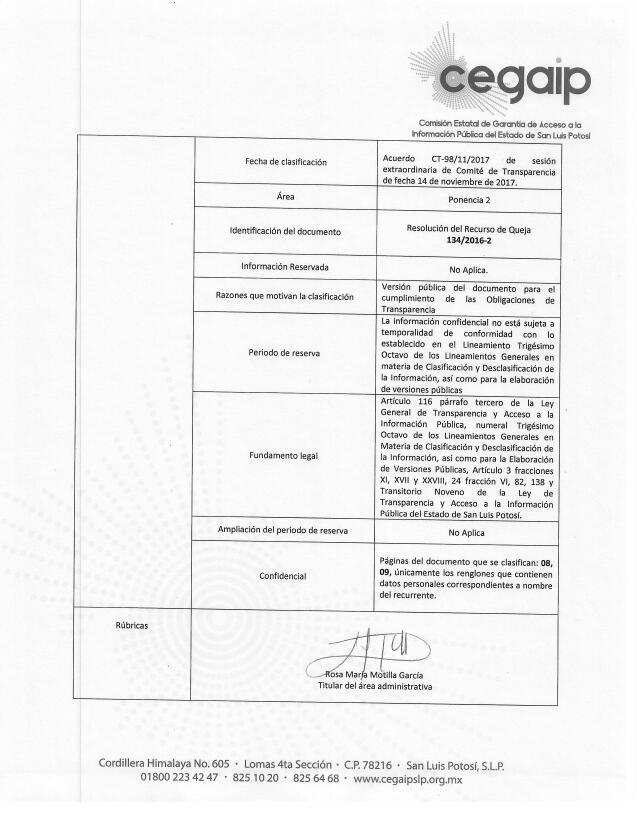 cegaip
Comisión Estatal de Garantía de Acceso a la
Información Pública del Estado de San Luis Potosí
Fecha de clasificación
Acuerdo CT-98/11/2017 de sesión
extraordinaria de Comité de Transparencia
de fecha 14 de noviembre de 2017.
Área
Ponencia 2
Identificación del documento
Resolución del Recurso de Queja
134/2016-2
Información Reservada
No Aplica.
Razones que motivan la clasificación
Versión pública del documento para el
cumplimiento de las Obligaciones de
Transparencia
Periodo de reserva
La información confidencial no está sujeta a
temporalidad de conformidad con lo
establecido en el Lineamiento Trigésimo
Octavo de los Lineamientos Generales en
materia de Clasificación y Desclasificación de
la Información, así como para la elaboración
de versiones públicas
Fundamento legal
Artículo 116 párrafo tercero de la Ley
General de Transparencia y Acceso a la
Información Pública, numeral Trigésimo
Octavo de los Lineamientos Generales en
Materia de Clasificación y Desclasificación de
la Información, así como para la Elaboración
de Versiones Públicas, Artículo 3 fracciones
XI, XVII y XXVIII, 24 fracción VI, 82, 138 y
Transitorio Noveno de la Ley de
Transparencia y Acceso a la Información
Pública del Estado de San Luis Potosí.
Ampliación del periodo de reserva
No Aplica
Confidencial
Páginas del documento que se clasifican: 08,
09, únicamente los renglones que contienen
datos personales correspondientes a nombre
del recurrente.
Rúbricas
Rosa María Motilla García
Titular del área administrativa
Cordillera Himalaya No. 605 · Lomas 4ta Sección · C.P. 78216 · San Luis Potosí, S.L.P.
01800 223 42 47 · 825 10 20 · 825 64 68 · www.cegaipslp.org.mx